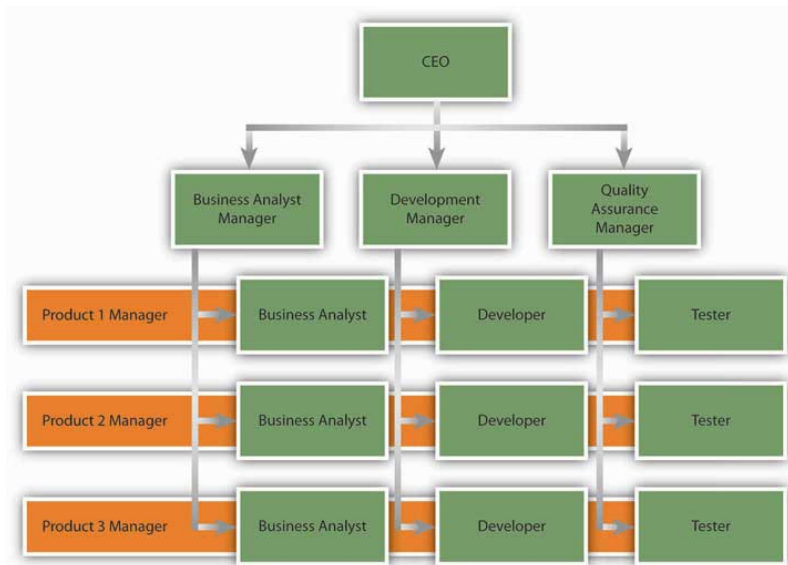 CEO
Business Analyst
Manager
Development
Manager
Quality
Assurance
Manager
Product 1 Manager
Business Analyst
Developer
Tester
Product 2 Manager
Business Analyst
Developer
Tester
Product 3 Manager
Business Analyst
Developer
Tester